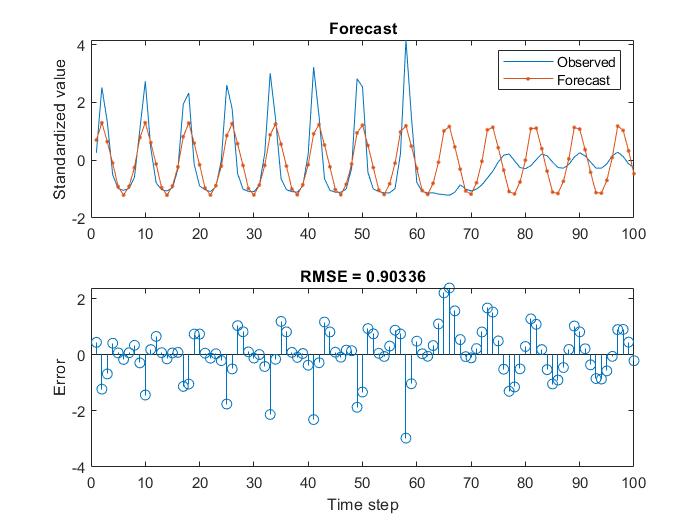 Forecast
Standardized value
4
2
0
-2
Observed
Forecast
0 10 20 30 40 50 60 70 80 90 100
RMSE = 0.90336
Error
2
0
-2
-4
0 10 20 30 40 50 60 70 80 90 100
Time step